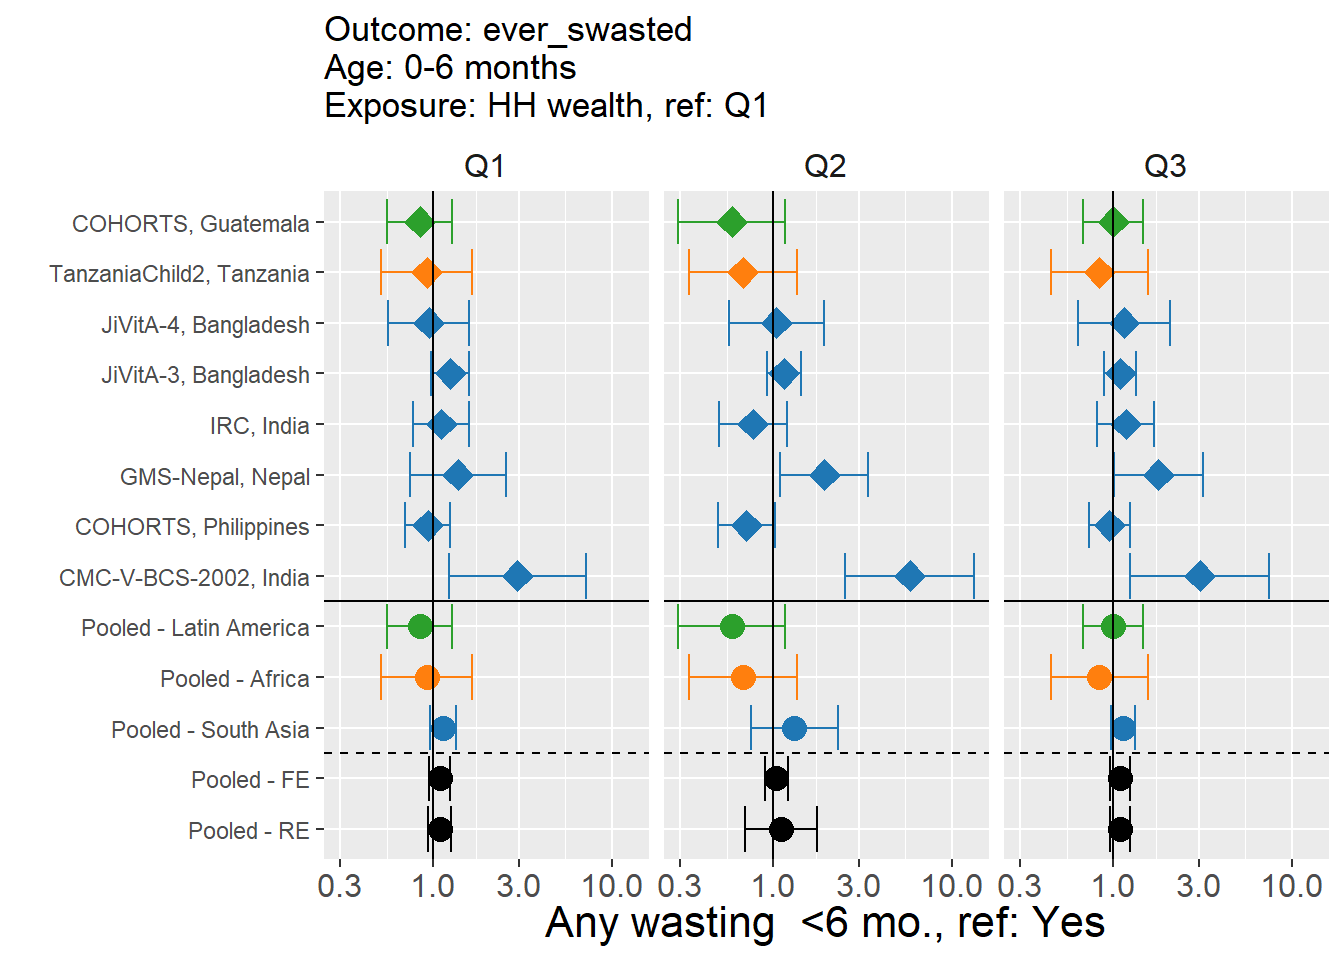 Outcome: ever_swasted
Age: 0-6 months
Exposure: HH wealth, ref: Q1
Q1 Q2 Q3
COHORTS, Guatemala
TanzaniaChild2, Tanzania
JiVitA-4, Bangladesh
JiVitA-3, Bangladesh
IRC, India
GMS-Nepal, Nepal
COHORTS, Philippines
CMC-V-BCS-2002, India
Pooled - Latin America
Pooled - Africa
Pooled - South Asia
Pooled - FE
Pooled - RE
0.3 1.0 3.0 10.0 0.3 1.0 3.0 10.0 0.3 1.0 3.0 10.0
Any wasting  <6 mo., ref: Yes